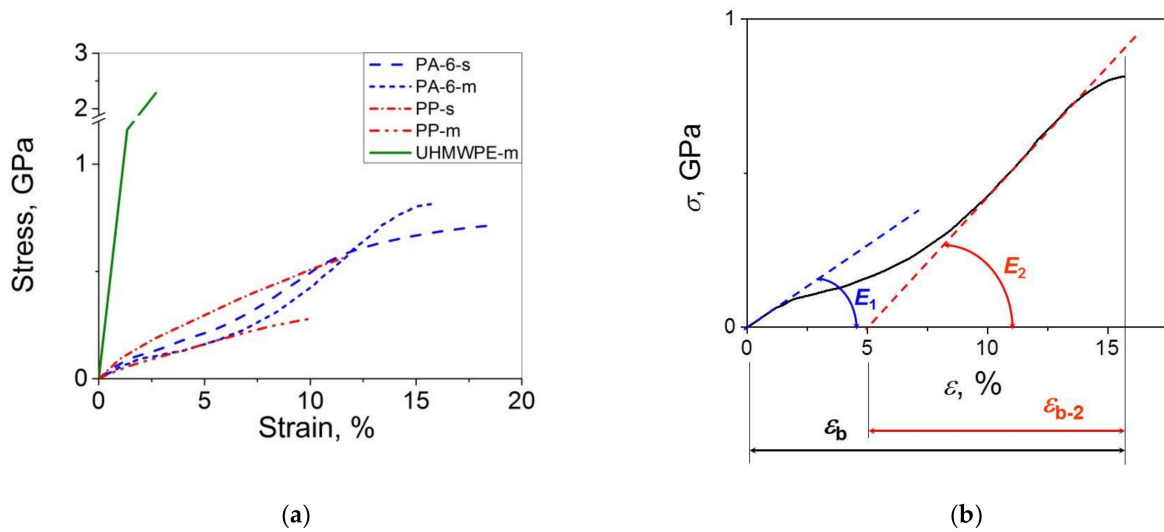 3
2
1
0
Stress, GPa
0 5 10 15 20
Strain, %
PA-6-s
PA-6-m
PP-s
PP-m
UHMWPE-m
(a)
1
0
σ, GPa
0 5 10 15
ε, %
E₁
E₂
εb-2
εb
(b)